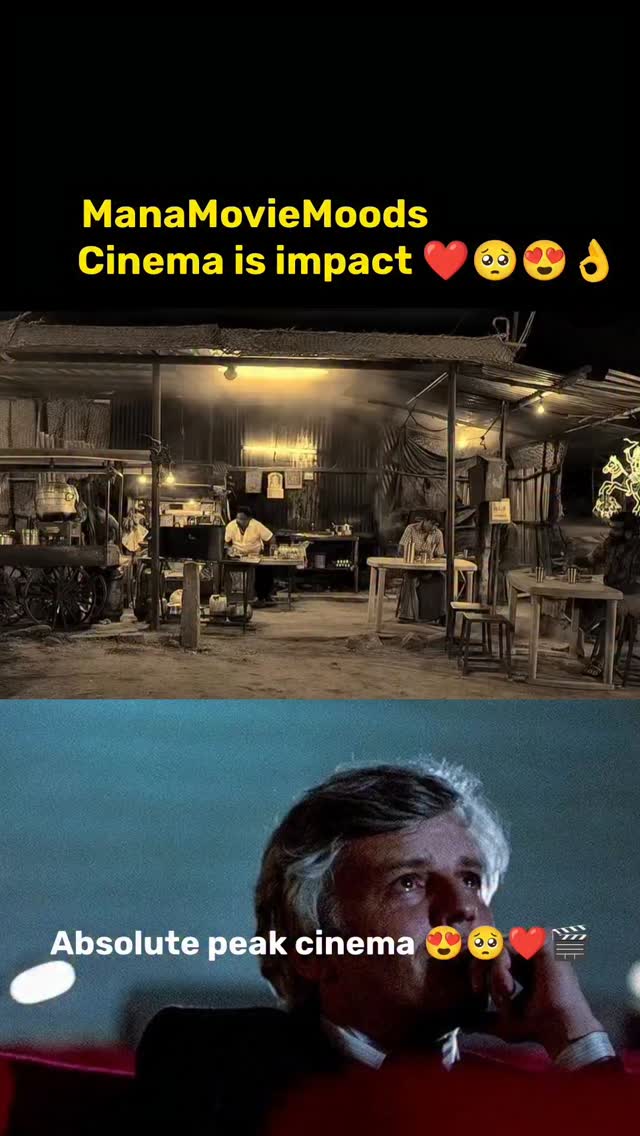 ManaMovieMoods
Cinema is impact ❤️🥺😍👌
Absolute peak cinema 😍🥺❤️🎬